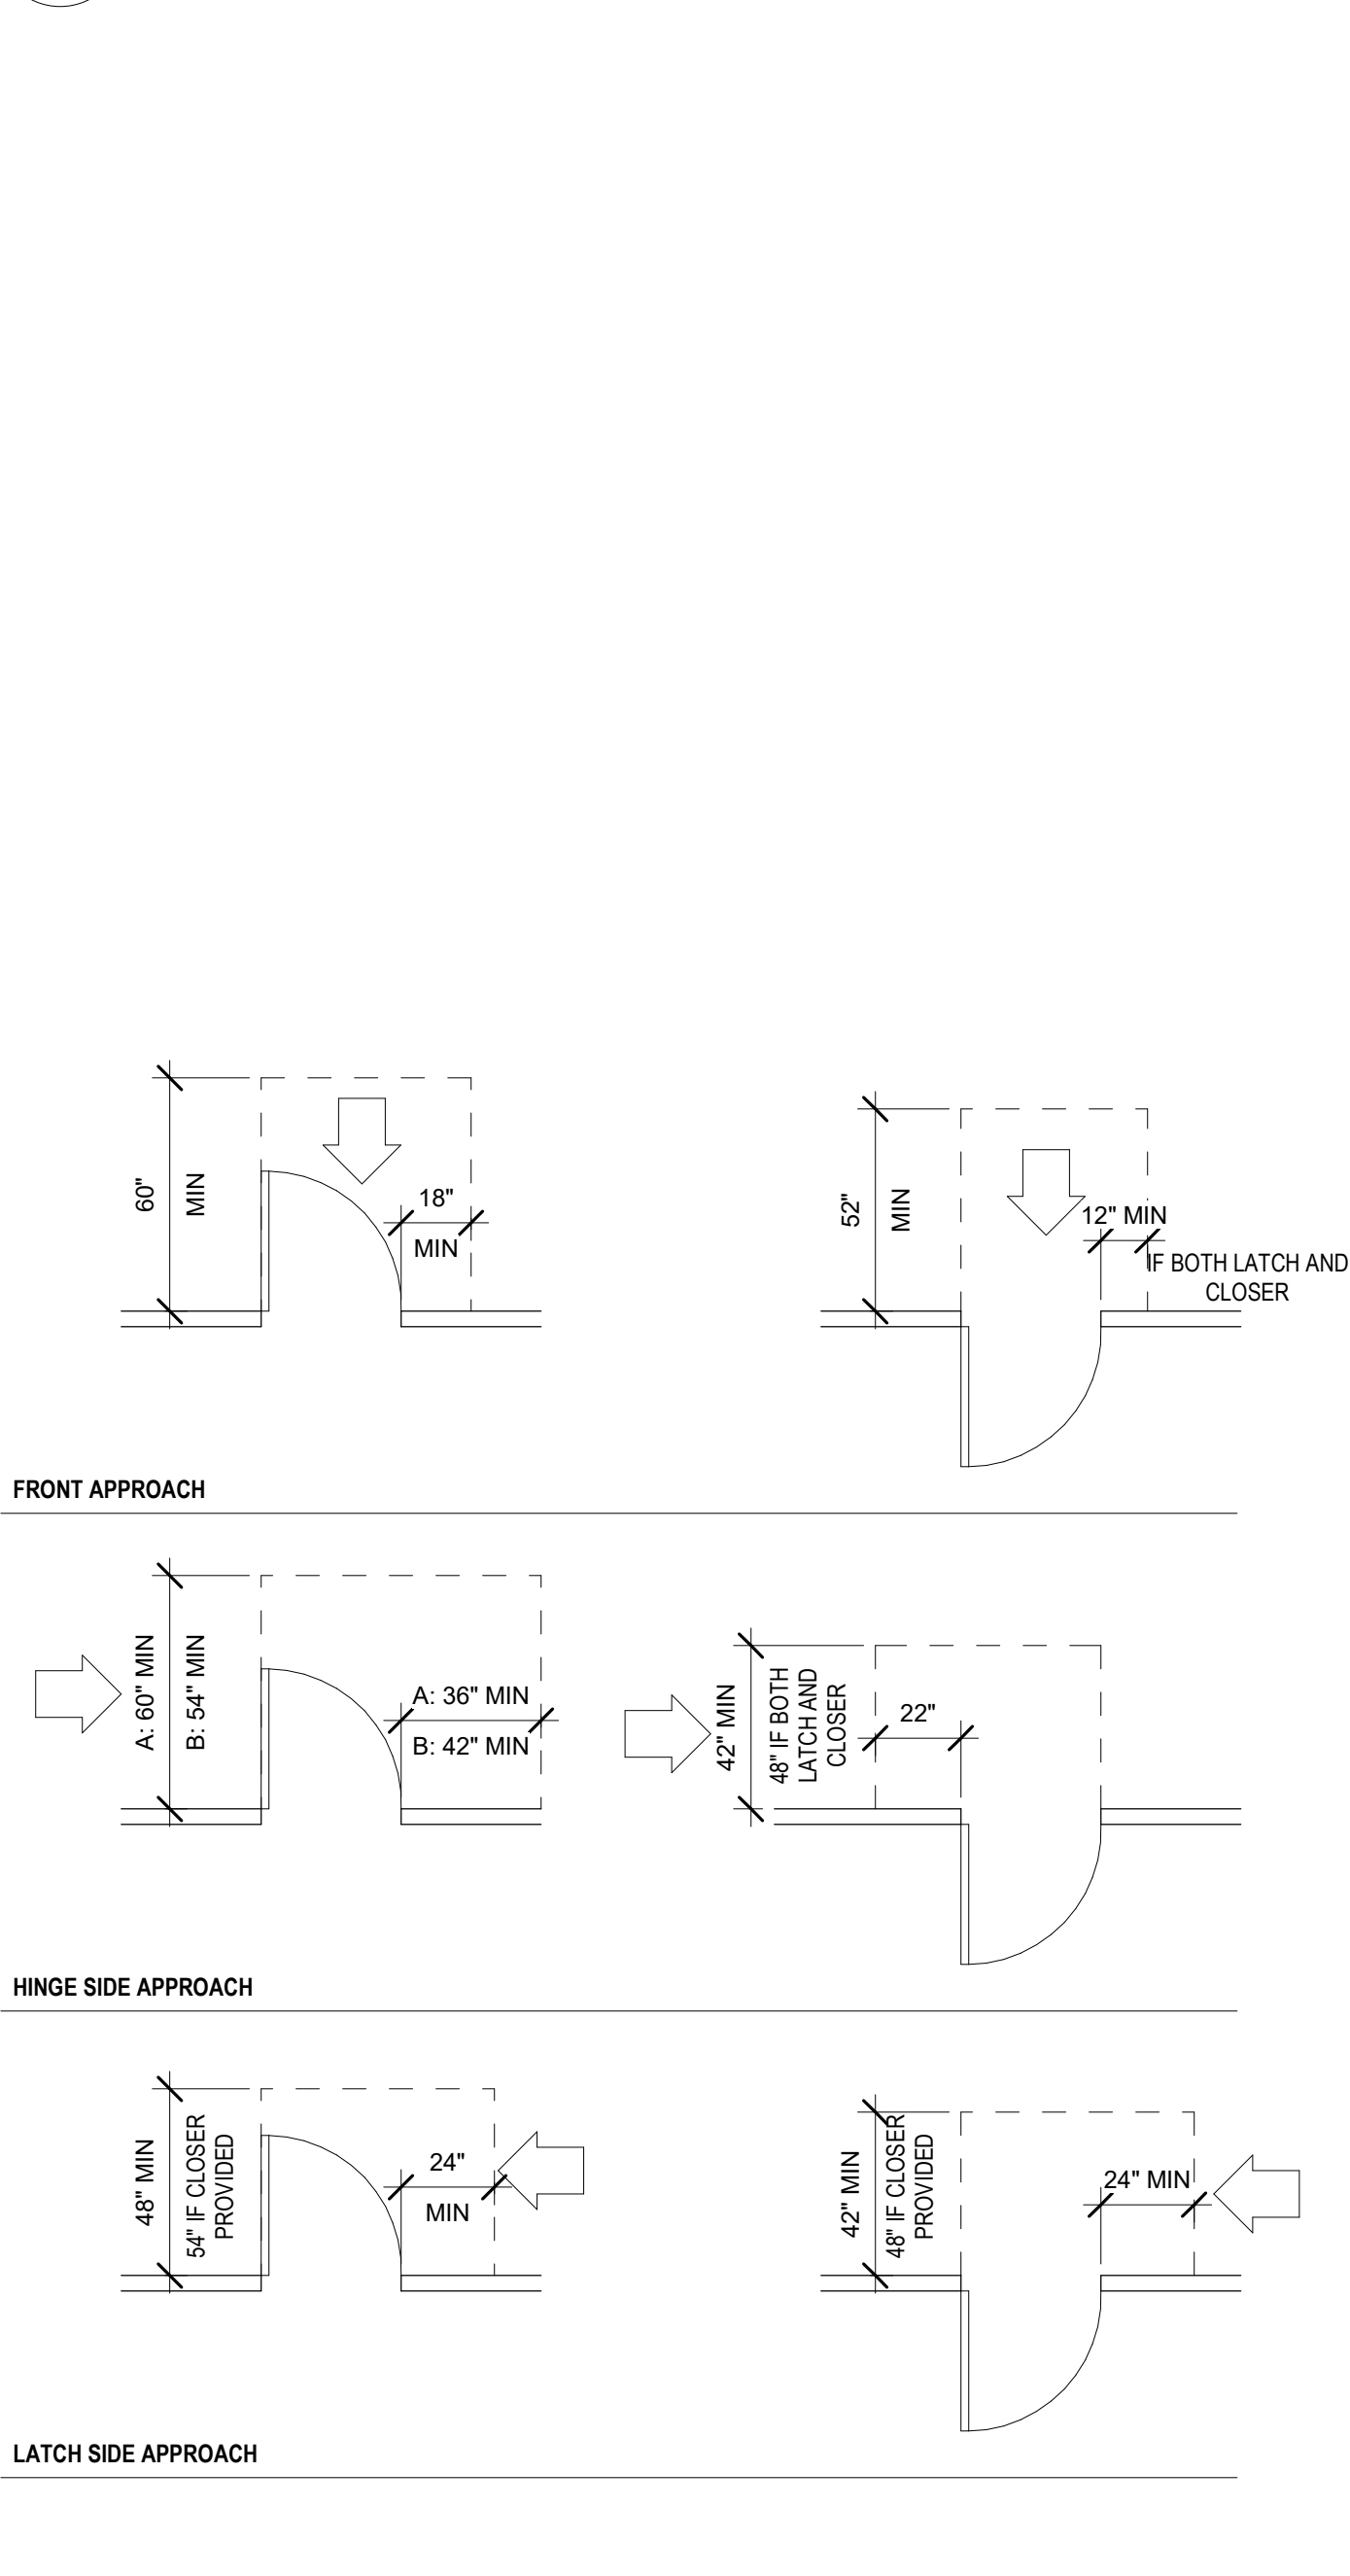 60"
MIN
18"
MIN
52"
MIN
12" MIN
IF BOTH LATCH AND
CLOSER
FRONT APPROACH
A: 60" MIN
B: 54" MIN
A: 36" MIN
B: 42" MIN
42" MIN
48" IF BOTH
LATCH AND
CLOSER
22"
HINGE SIDE APPROACH
48" MIN
54" IF CLOSER
PROVIDED
24"
MIN
42" MIN
48" IF CLOSER
PROVIDED
24" MIN
LATCH SIDE APPROACH